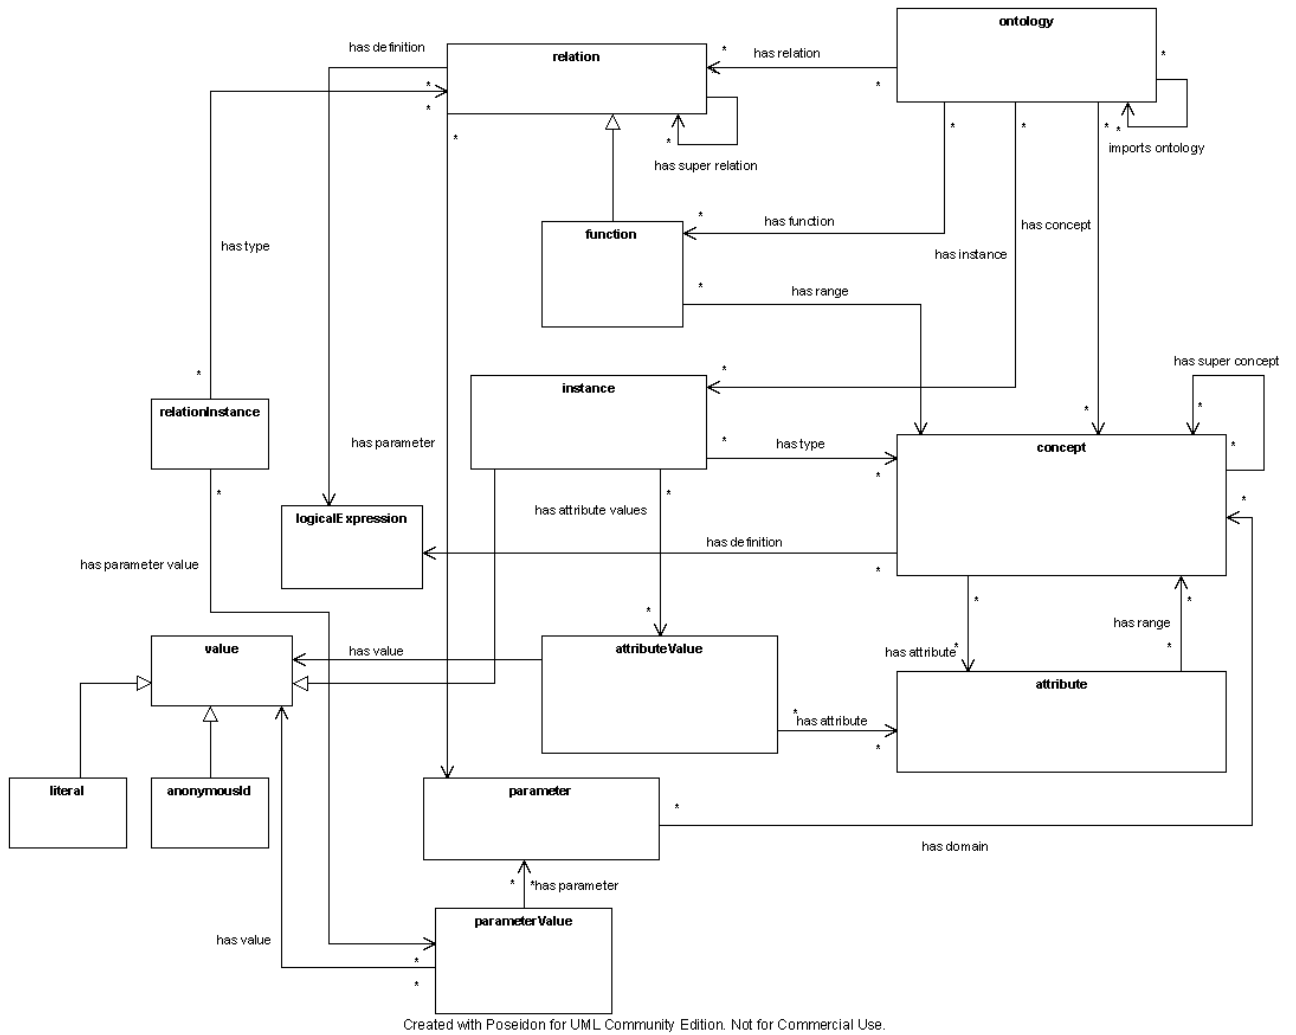 ontology
has definition
relation
has relation
*
*
*
*
*
*
*
*
*
*
*
*
imports ontology
*
has super relation
*
has function
has concept
function
has type
has instance
*
has range
has super concept
*
*
instance
*
relationInstance
*
has parameter
*
has type
*
concept
*
*
*
has attribute values
*
logicalExpression
has definition
has parameter value
*
*
*
*
has range
value
has value
attributeValue
has attribute
*
*
attribute
*
has attribute
*
literal
anonymousId
parameter
*
has domain
*
*
has parameter
parameterValue
has value
*
*
Created with Poseidon for UML Community Edition. Not for Commercial Use.